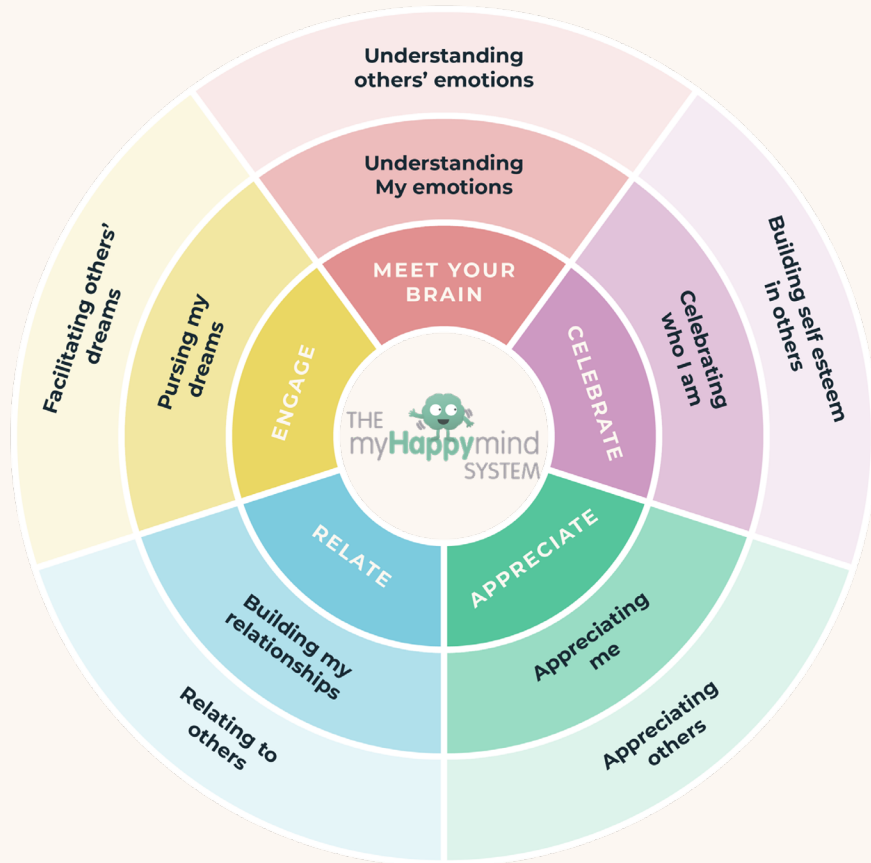 Understanding
others’ emotions
Understanding
My emotions
MEET YOUR
BRAIN
Building self esteem
in others
Celebrating
who I am
CELEBRATE
Appreciating
others
Appreciating
me
APPRECIATE
Relating to
others
Building my
relationships
RELATE
Facilitating others’
dreams
Pursing my
dreams
ENGAGE
THE
myHappymind
SYSTEM